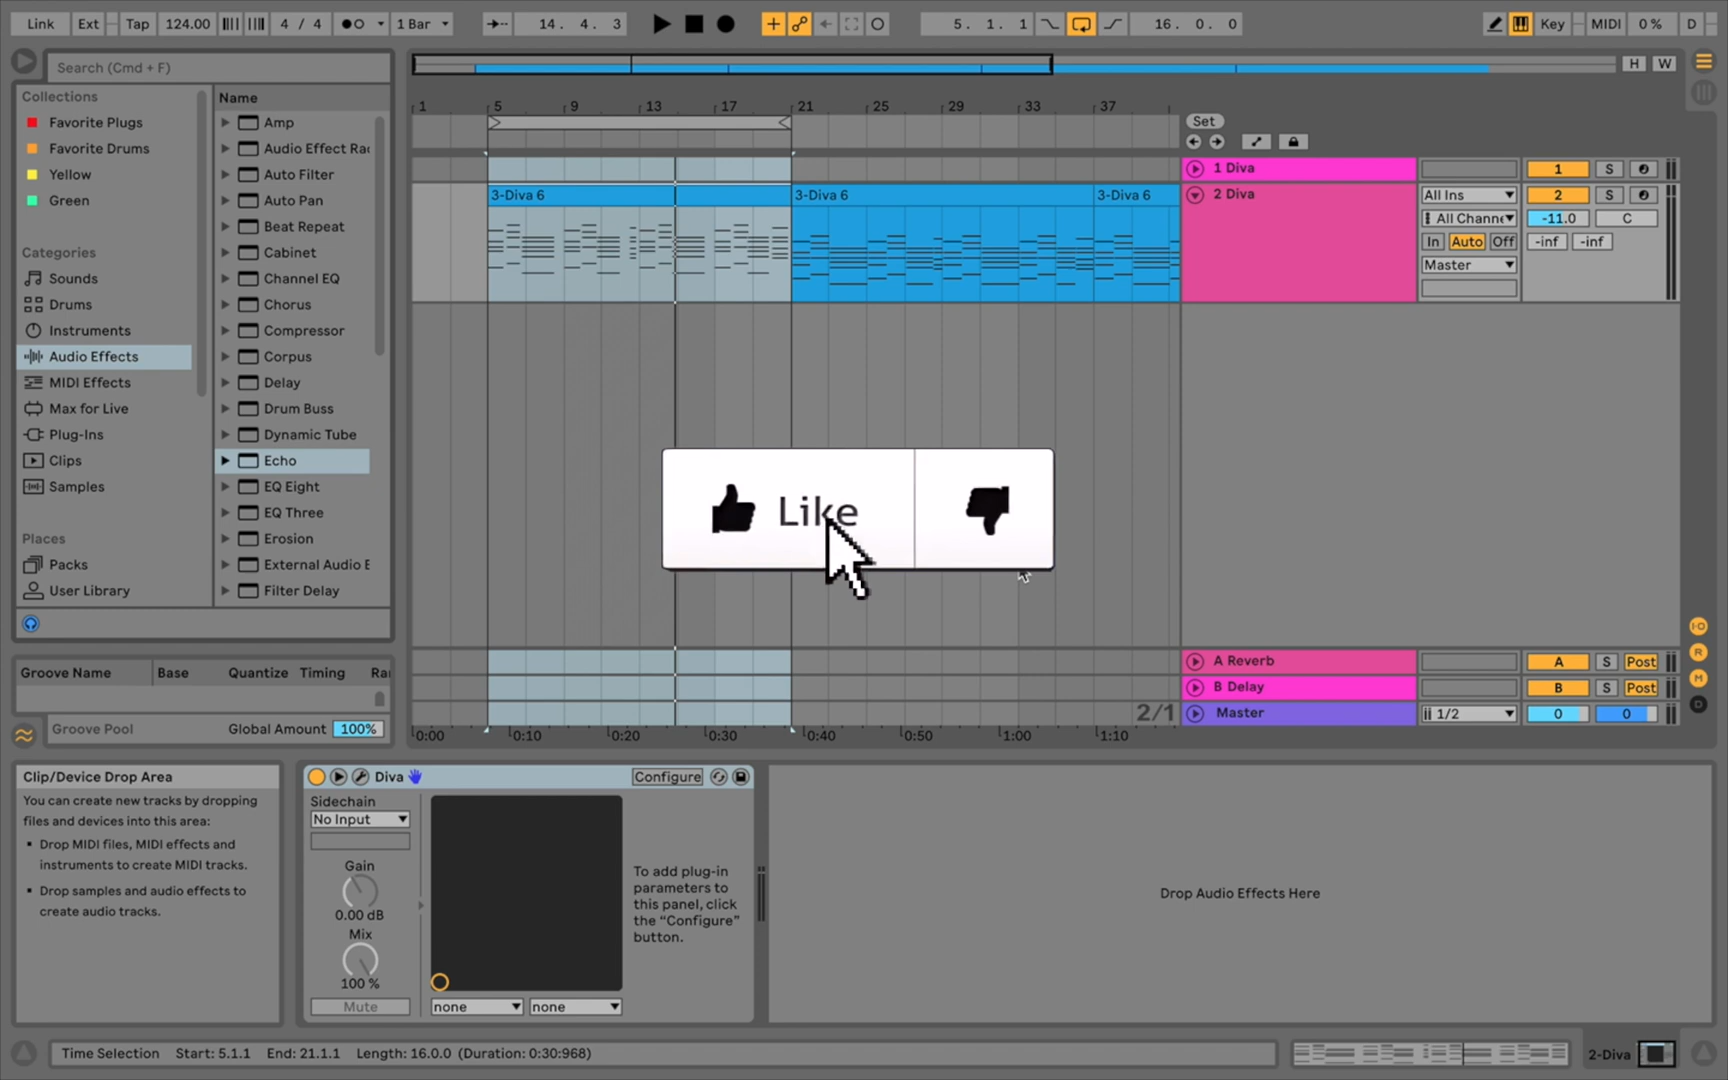 Link Ext Tap 124.00 4 / 4 1 Bar 14. 4. 3 5. 1. 1 16. 0. 0 Key MIDI 0 % D
Search (Cmd + F)
H W
Collections
Favorite Plugs
Favorite Drums
Yellow
Green
Categories
Sounds
Drums
Instruments
Audio Effects
MIDI Effects
Max for Live
Plug-Ins
Clips
Samples
Places
Packs
User Library
Name
Amp
Audio Effect Rac
Auto Filter
Auto Pan
Beat Repeat
Cabinet
Channel EQ
Chorus
Compressor
Corpus
Delay
Drum Buss
Dynamic Tube
Echo
EQ Eight
EQ Three
Erosion
External Audio E
Filter Delay
1 5 9 13 17 21 25 29 33 37
Set
1 Diva 1 S
3-Diva 6 3-Diva 6 3-Diva 6
2 Diva All Ins 2 S
All Channe -11.0 C
In Auto Off -inf -inf
Master
Like
A Reverb A S Post
B Delay B S Post
2/1 Master 1/2 0 0
0:00 0:10 0:20 0:30 0:40 0:50 1:00 1:10
I·O
R
M
D
Groove Name Base Quantize Timing Ra
Groove Pool Global Amount 100%
Clip/Device Drop Area
You can create new tracks by dropping
files and devices into this area:
▪ Drop MIDI files, MIDI effects and
instruments to create MIDI tracks.
▪ Drop samples and audio effects to
create audio tracks.
Diva Configure
Sidechain
No Input
Gain
0.00 dB
Mix
100 %
Mute
none none
To add plug-in
parameters to
this panel, click
the "Configure"
button.
Drop Audio Effects Here
Time Selection Start: 5.1.1 End: 21.1.1 Length: 16.0.0 (Duration: 0:30:968)
2-Diva